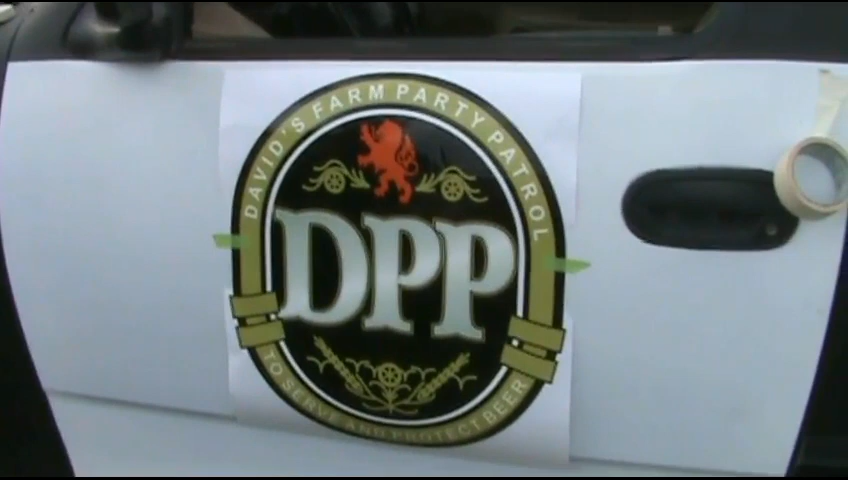 DAVID'S FARM PARTY PATROL
DPP
TO SERVE AND PROTECT BEER